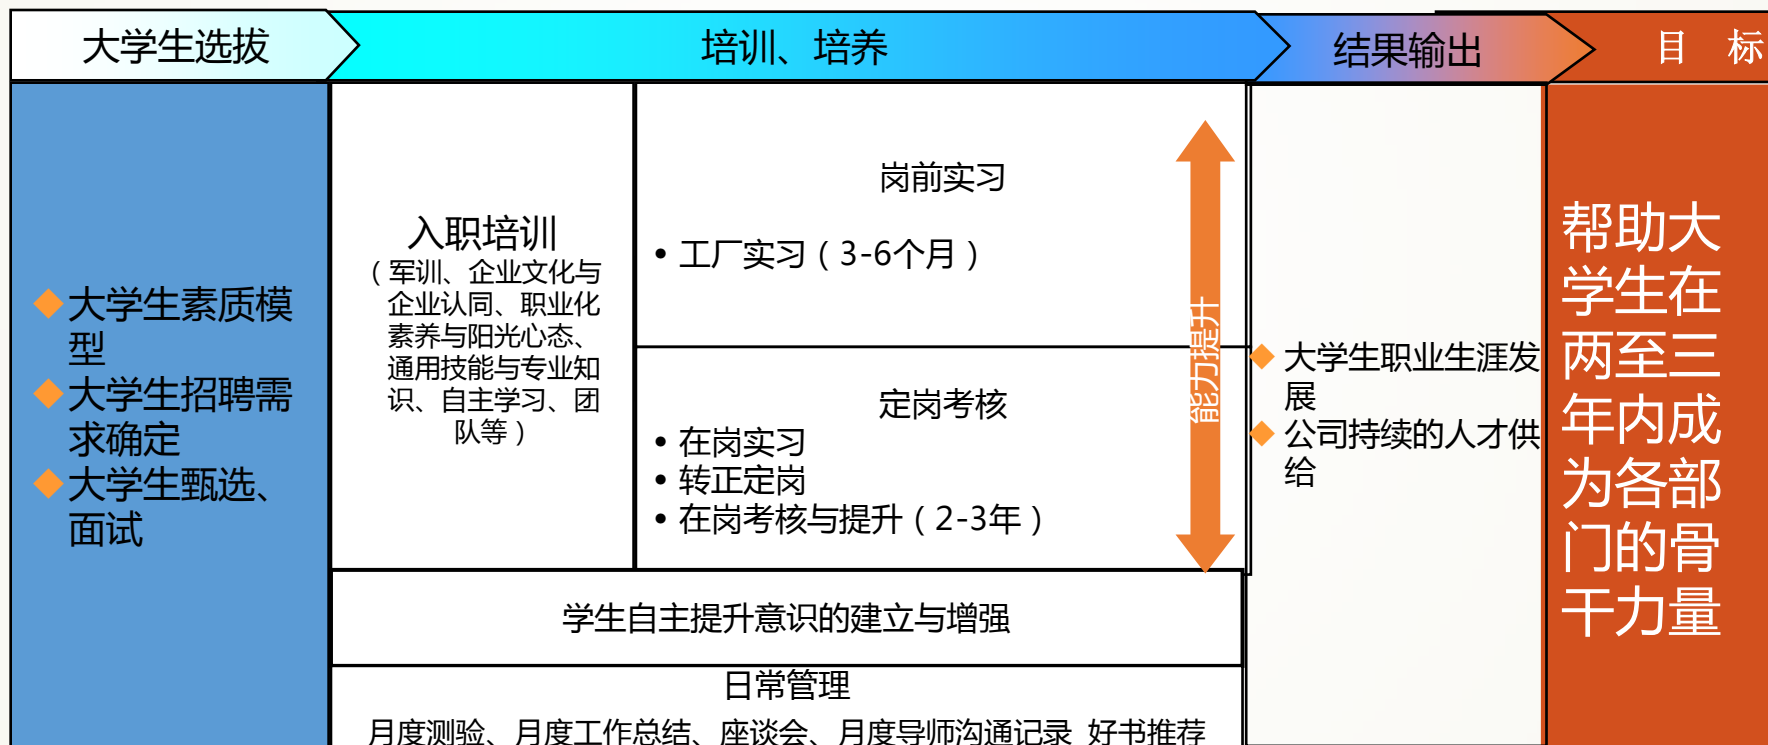 大学生选拔
培训、培养
结果输出
目 标
大学生素质模
型
大学生招聘需
求确定
大学生甄选、
面试
入职培训
（军训、企业文化与
企业认同、职业化
素养与阳光心态、
通用技能与专业知
识、自主学习、团
队等）
岗前实习
• 工厂实习（3-6个月）
定岗考核
• 在岗实习
• 转正定岗
• 在岗考核与提升（2-3年）
能力提升
学生自主提升意识的建立与增强
日常管理
月度测验、月度工作总结、座谈会、月度导师沟通记录 好书推荐
大学生职业生涯发
展
公司持续的人才供
给
帮助大
学生在
两至三
年内成
为各部
门的骨
干力量